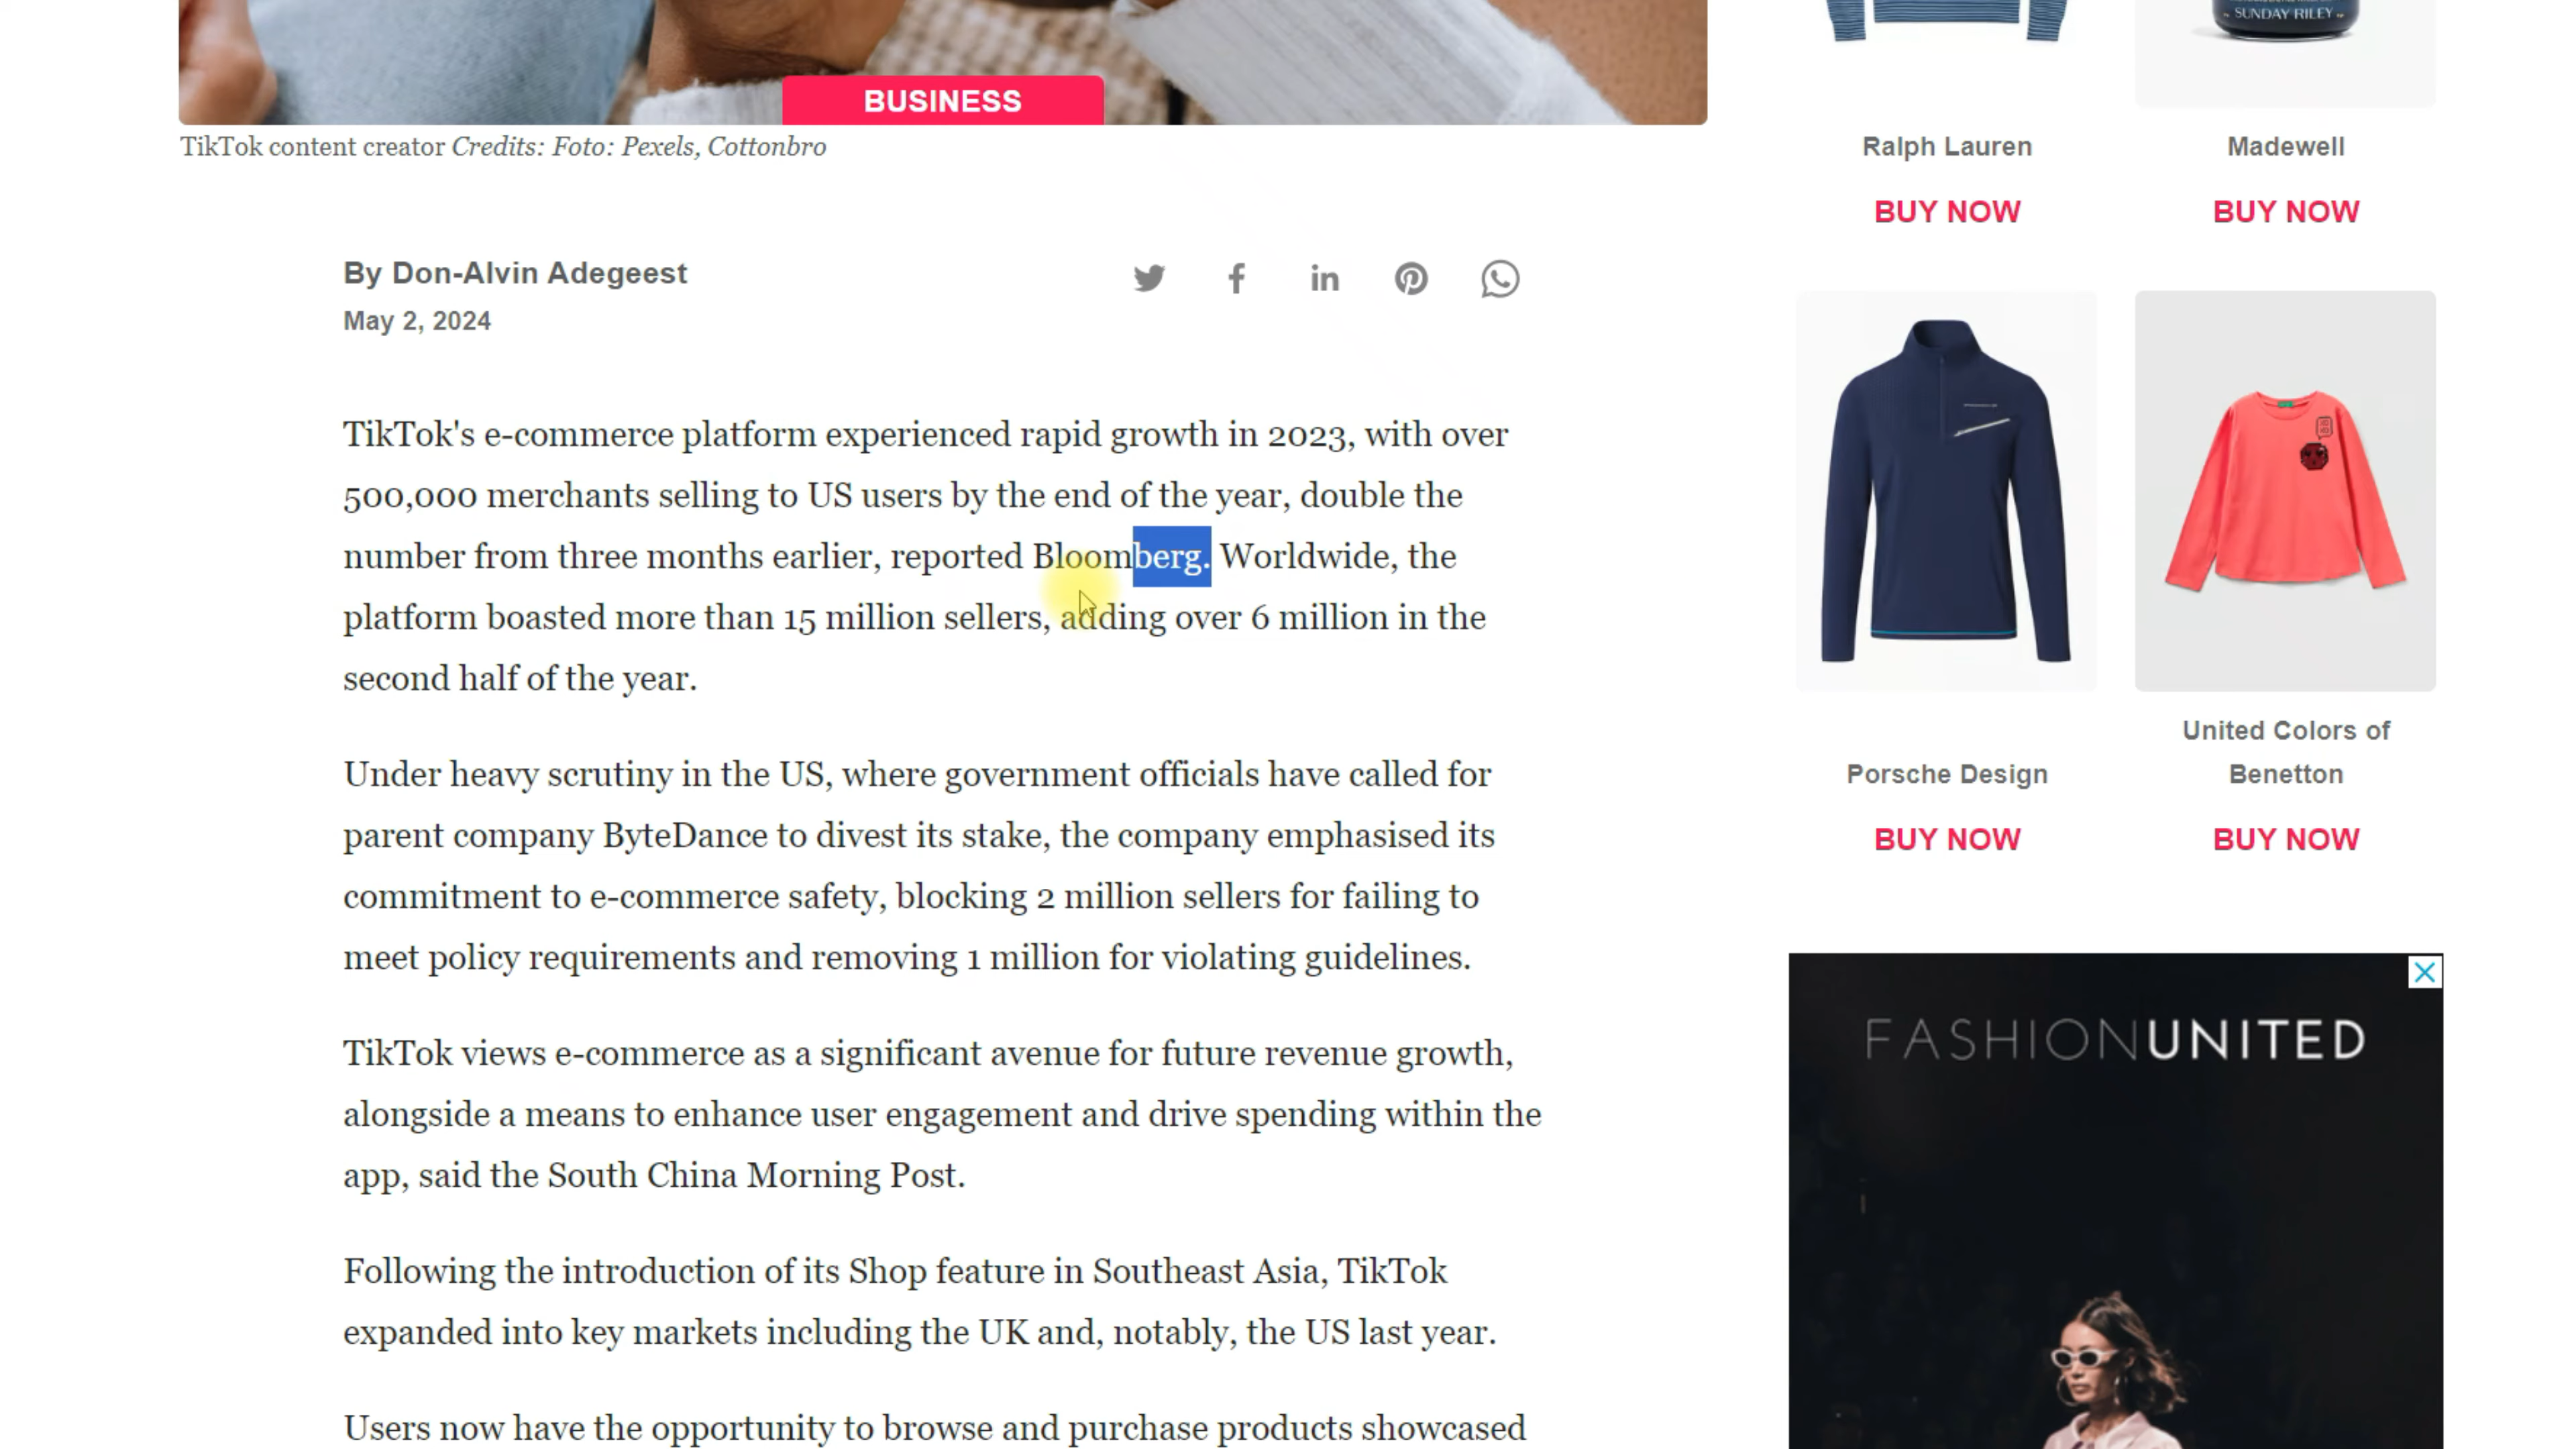 SUNDAY RILEY
BUSINESS
TikTok content creator Credits: Foto: Pexels, Cottonbro
Ralph Lauren
Madewell
BUY NOW
BUY NOW
By Don-Alvin Adegeest
May 2, 2024
TikTok's e-commerce platform experienced rapid growth in 2023, with over
500,000 merchants selling to US users by the end of the year, double the
number from three months earlier, reported Bloomberg. Worldwide, the
platform boasted more than 15 million sellers, adding over 6 million in the
second half of the year.
Under heavy scrutiny in the US, where government officials have called for
parent company ByteDance to divest its stake, the company emphasised its
commitment to e-commerce safety, blocking 2 million sellers for failing to
meet policy requirements and removing 1 million for violating guidelines.
TikTok views e-commerce as a significant avenue for future revenue growth,
alongside a means to enhance user engagement and drive spending within the
app, said the South China Morning Post.
Following the introduction of its Shop feature in Southeast Asia, TikTok
expanded into key markets including the UK and, notably, the US last year.
Users now have the opportunity to browse and purchase products showcased
Porsche Design
BUY NOW
United Colors of
Benetton
BUY NOW
FASHIONUNITED